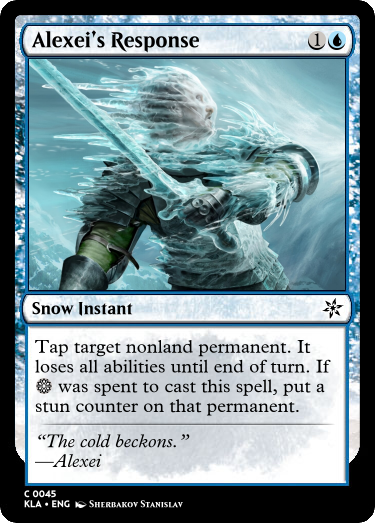 Alexei's Response 1
Snow Instant
Tap target nonland permanent. It
loses all abilities until end of turn. If
was spent to cast this spell, put a
stun counter on that permanent.
“The cold beckons.”
—Alexei
C 0045
KLA • ENG Sherbakov Stanislav